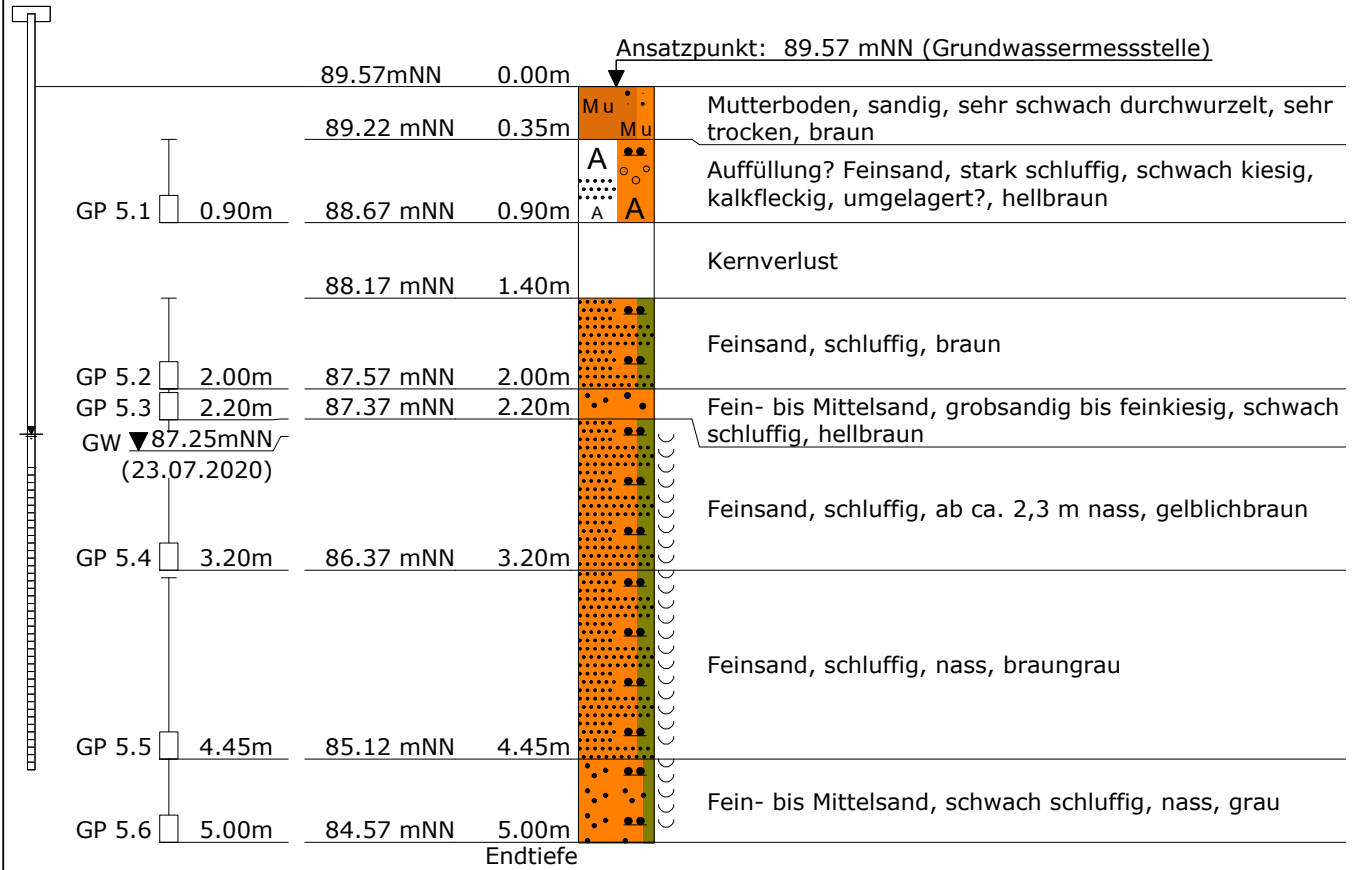 Ansatzpunkt: 89.57 mNN (Grundwassermessstelle)
89.57mNN 0.00m
Mu
Mu
Mutterboden, sandig, sehr schwach durchwurzelt, sehr
trocken, braun
89.22 mNN 0.35m
A
A
A
Auffüllung? Feinsand, stark schluffig, schwach kiesig,
kalkfleckig, umgelagert?, hellbraun
GP 5.1 0.90m 88.67 mNN 0.90m
Kernverlust
88.17 mNN 1.40m
Feinsand, schluffig, braun
GP 5.2 2.00m 87.57 mNN 2.00m
GP 5.3 2.20m 87.37 mNN 2.20m
Fein- bis Mittelsand, grobsandig bis feinkiesig, schwach
schluffig, hellbraun
GW 87.25mNN
(23.07.2020)
Feinsand, schluffig, ab ca. 2,3 m nass, gelblichbraun
GP 5.4 3.20m 86.37 mNN 3.20m
Feinsand, schluffig, nass, braungrau
GP 5.5 4.45m 85.12 mNN 4.45m
Fein- bis Mittelsand, schwach schluffig, nass, grau
GP 5.6 5.00m 84.57 mNN 5.00m
Endtiefe